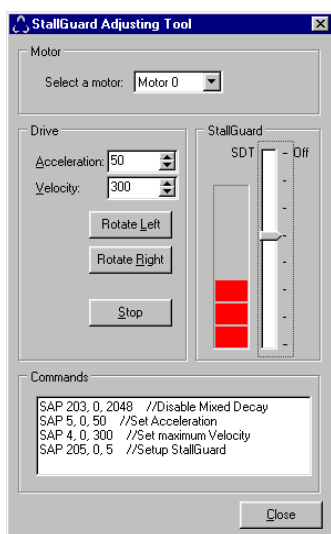 StallGuard Adjusting Tool
Motor
Select a motor: Motor 0
Drive
Acceleration: 50
Velocity: 300
Rotate Left
Rotate Right
Stop
StallGuard
SDT Off
Commands
SAP 203, 0, 2048 //Disable Mixed Decay
SAP 5, 0, 50 //Set Acceleration
SAP 4, 0, 300 //Set maximum Velocity
SAP 205, 0, 5 //Setup StallGuard
Close